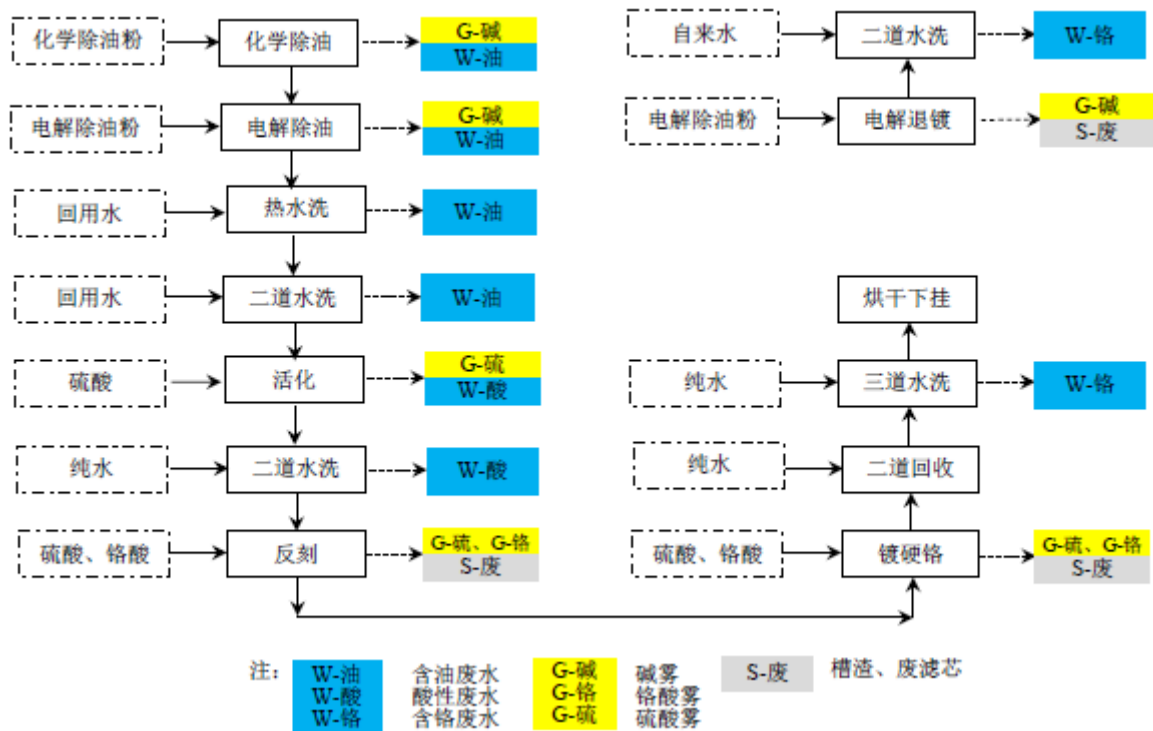 化学除油粉
化学除油
G-碱
W-油
电解除油粉
电解除油
G-碱
W-油
回用水
热水洗
W-油
回用水
二道水洗
W-油
硫酸
活化
G-硫
W-酸
纯水
二道水洗
W-酸
硫酸、铬酸
反刻
G-硫、G-铬
S-废
自来水
二道水洗
W-铬
电解除油粉
电解退镀
G-碱
S-废
烘干下挂
纯水
三道水洗
W-铬
纯水
二道回收
硫酸、铬酸
镀硬铬
G-硫、G-铬
S-废
注：
W-油 含油废水
W-酸 酸性废水
W-铬 含铬废水
G-碱 碱雾
G-铬 铬酸雾
G-硫 硫酸雾
S-废 槽渣、废滤芯